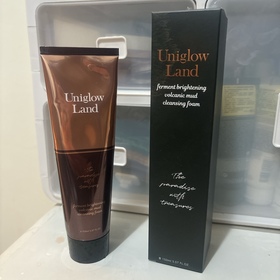 Uniglow
Land
Uniglow
Land
ferment brightening
volcanic mud
cleansing foam
The
paradise
with
treasures